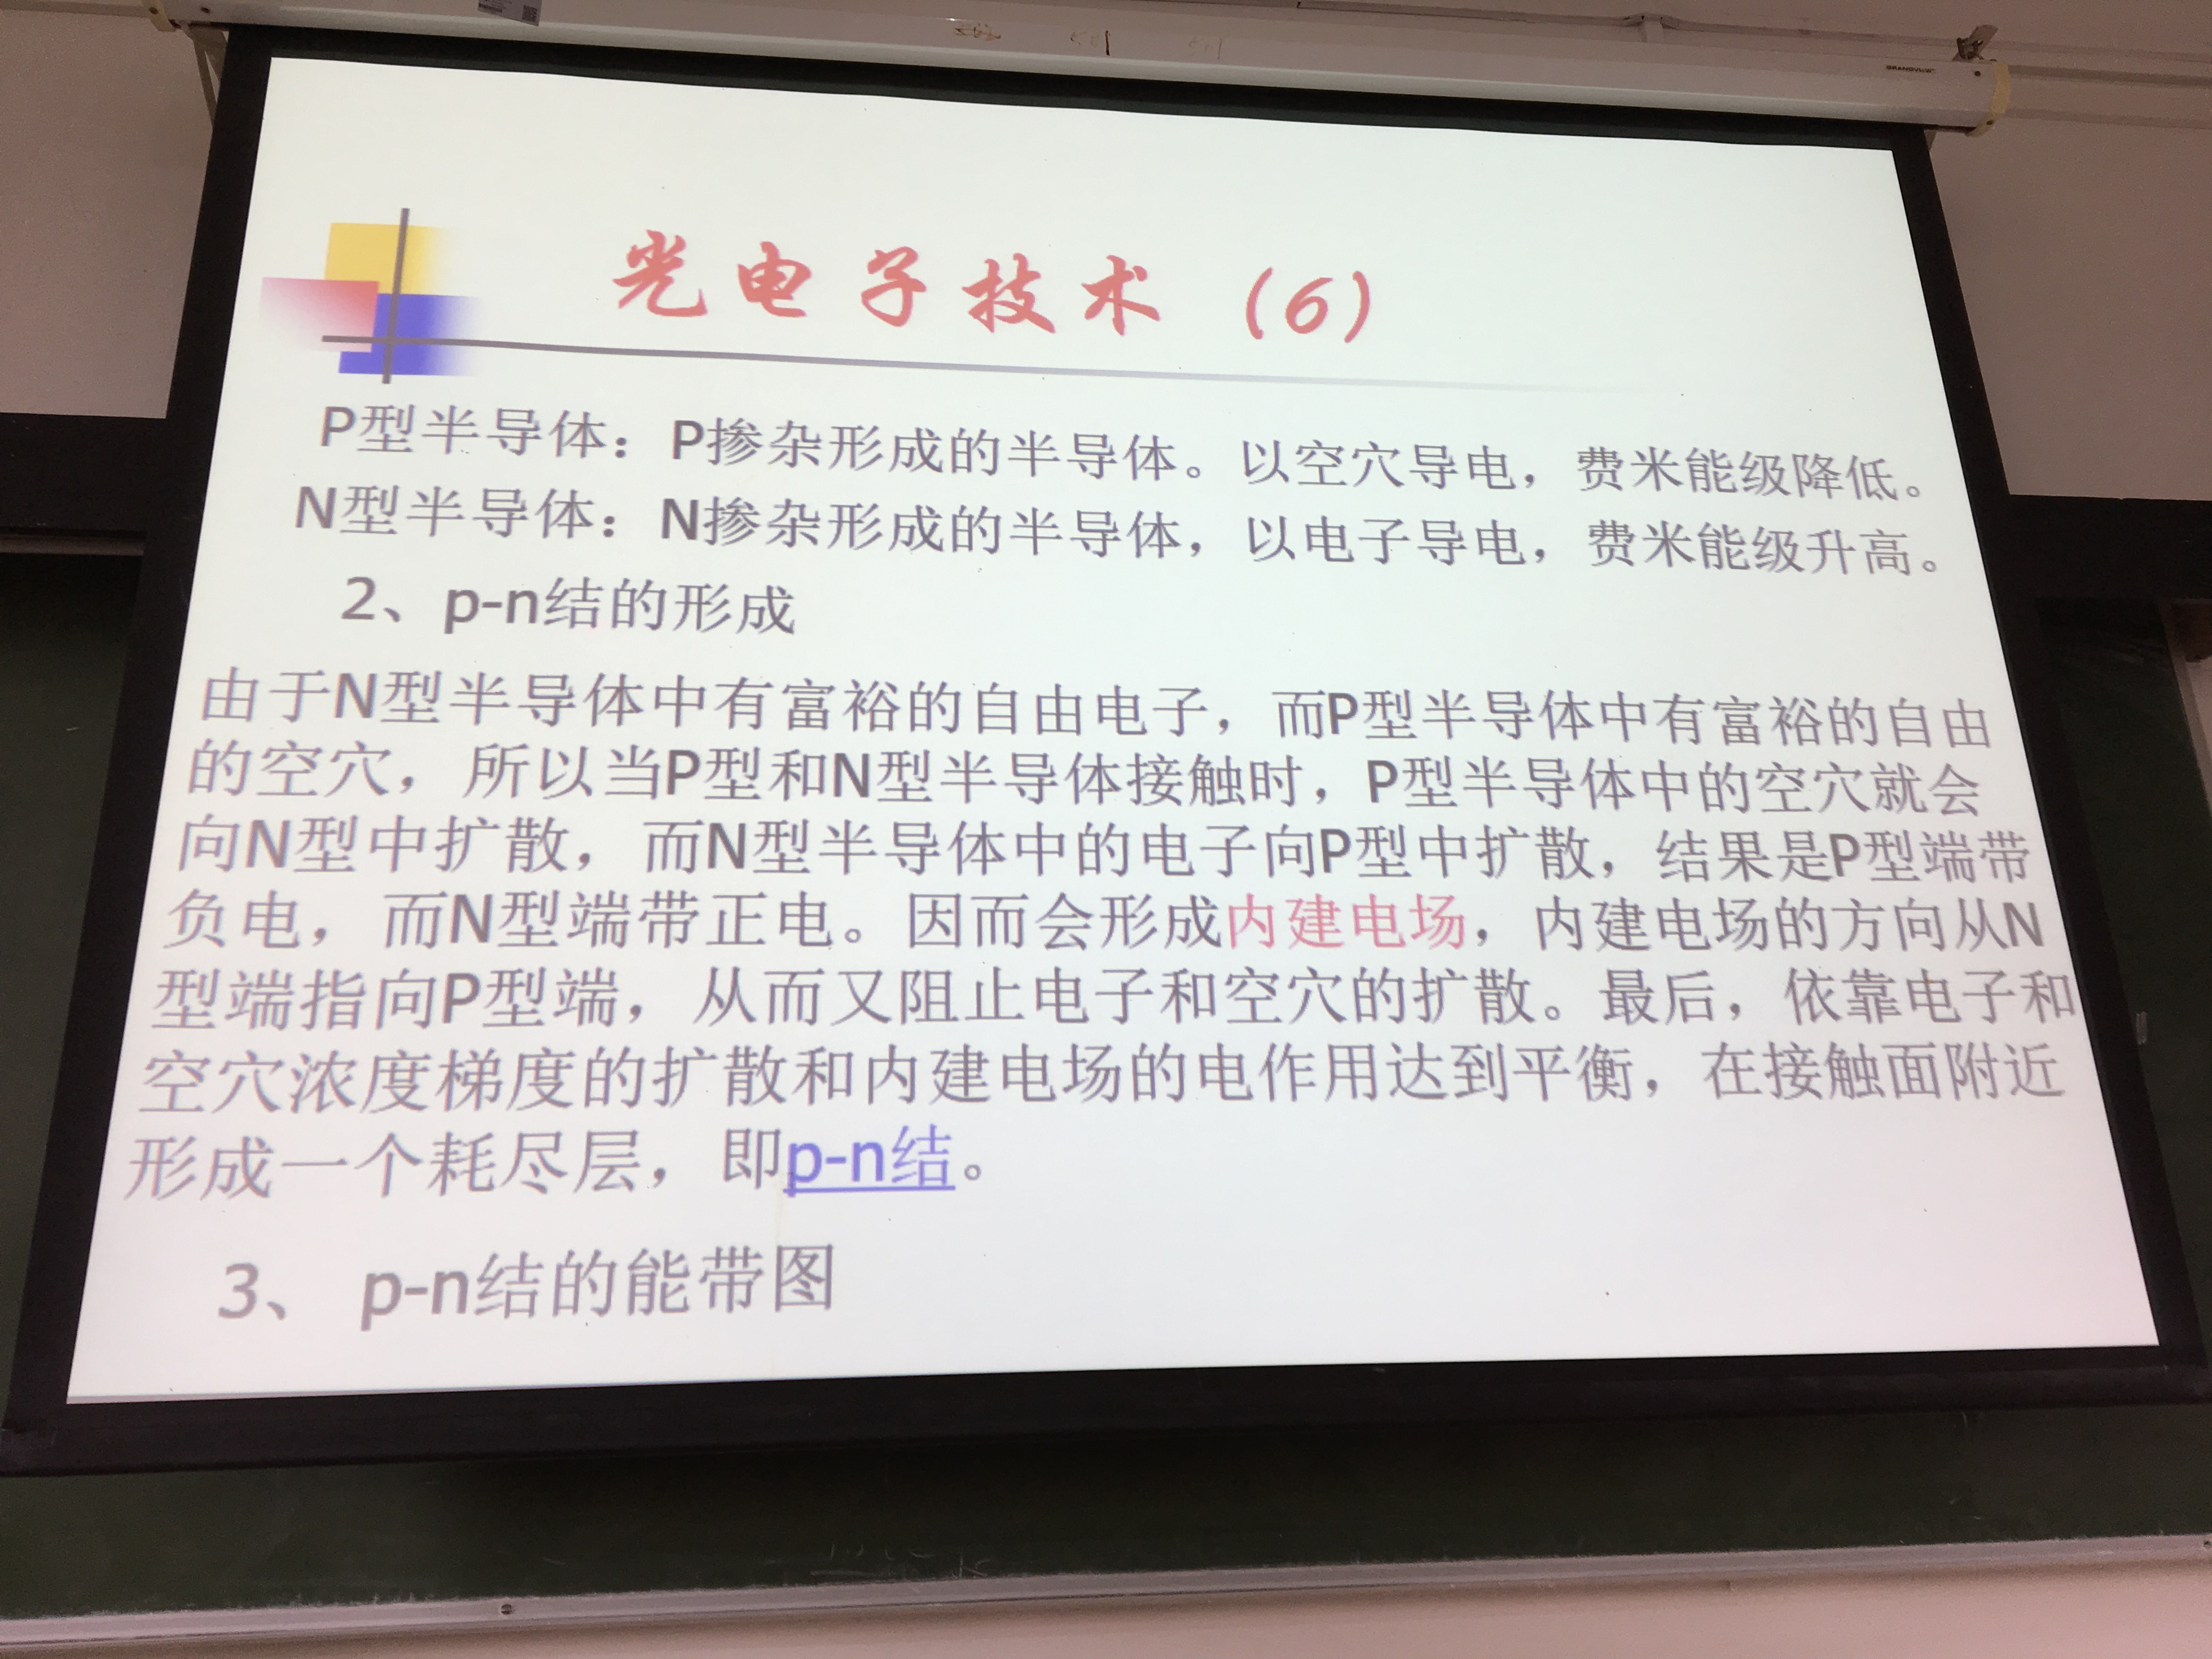 光电子技术（6）
P型半导体：P掺杂形成的半导体。以空穴导电，费米能级降低。
N型半导体：N掺杂形成的半导体，以电子导电，费米能级升高。
2、p-n结的形成
由于N型半导体中有富裕的自由电子，而P型半导体中有富裕的自由
的空穴，所以当P型和N型半导体接触时，P型半导体中的空穴就会
向N型中扩散，而N型半导体中的电子向P型中扩散，结果是P型端带
负电，而N型端带正电。因而会形成内建电场，内建电场的方向从N
型端指向P型端，从而又阻止电子和空穴的扩散。最后，依靠电子和
空穴浓度梯度的扩散和内建电场的电作用达到平衡，在接触面附近
形成一个耗尽层，即p-n结。
3、 p-n结的能带图